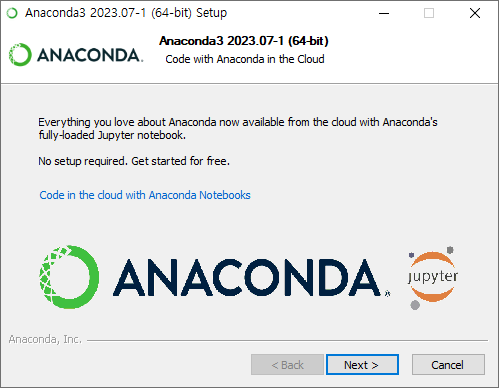 Anaconda3 2023.07-1 (64-bit) Setup
Anaconda3 2023.07-1 (64-bit)
ANACONDA.
Code with Anaconda in the Cloud
Everything you love about Anaconda now available from the cloud with Anaconda's
fully-loaded Jupyter notebook.
No setup required. Get started for free.
Code in the cloud with Anaconda Notebooks
ANACONDA®
jupyter
Anaconda, Inc.
< Back Next > Cancel